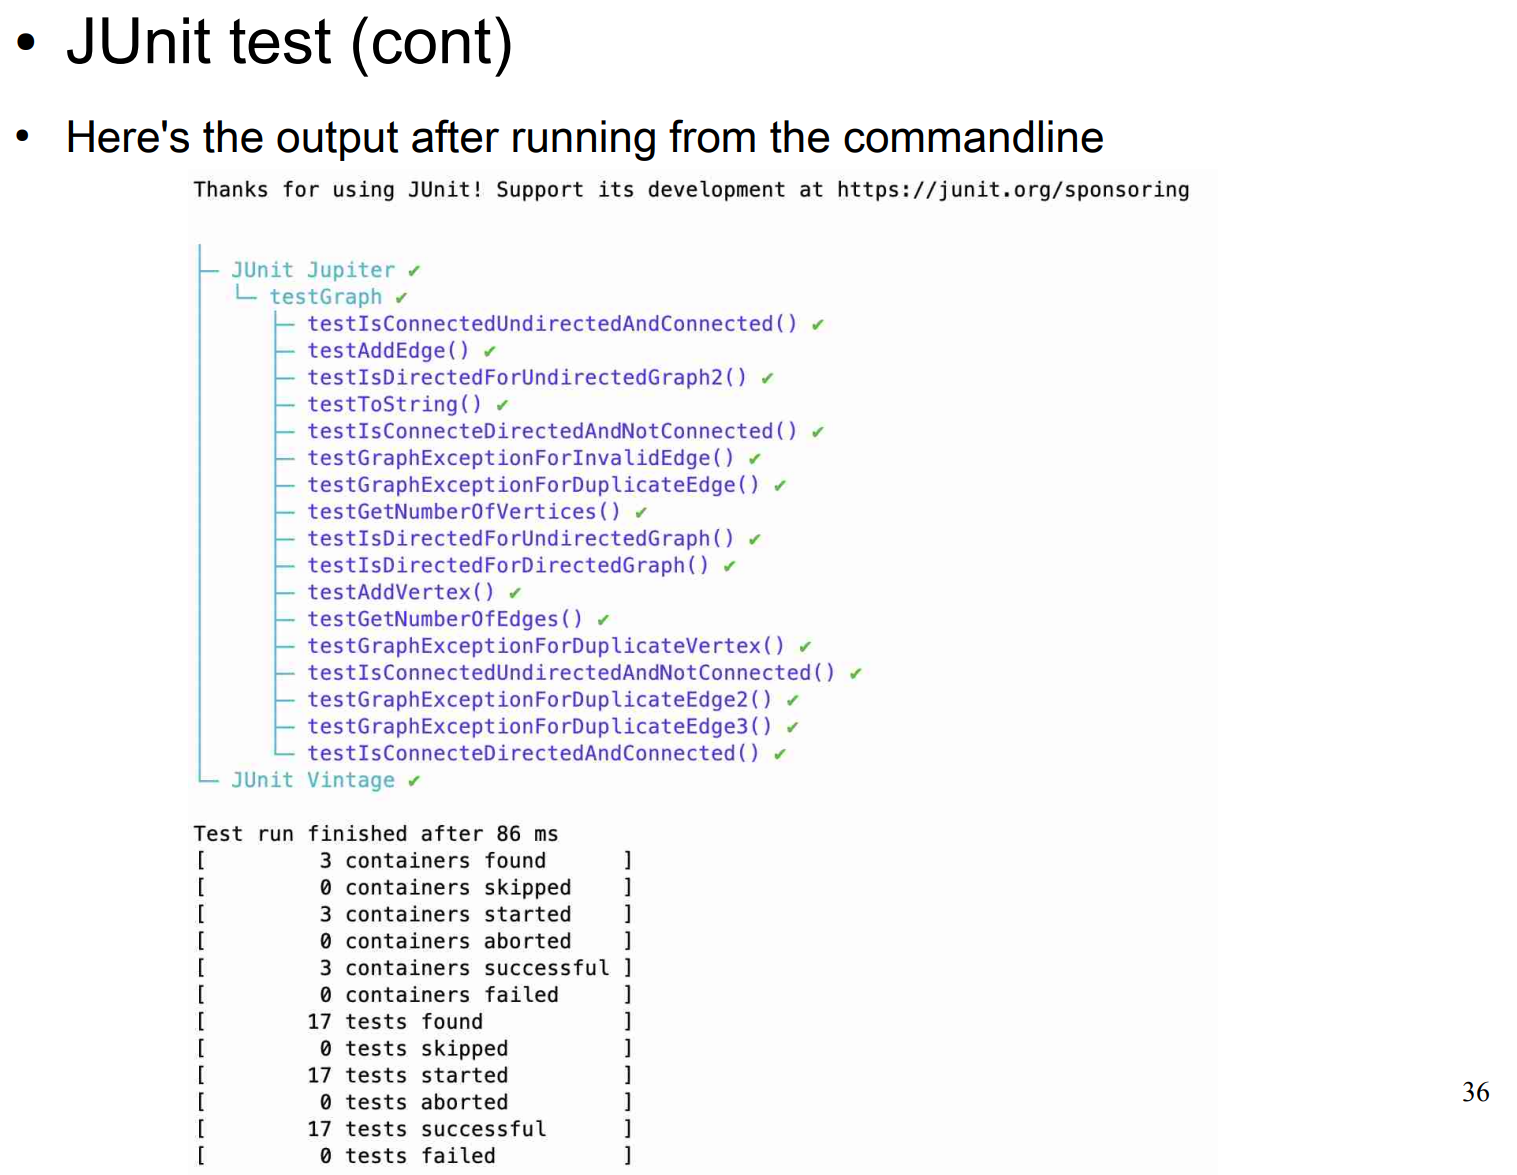 • JUnit test (cont)
• Here's the output after running from the commandline
Thanks for using JUnit! Support its development at https://junit.org/sponsoring
├─ JUnit Jupiter ✔
│  └─ testGraph ✔
│     ├─ testIsConnectedUndirectedAndConnected() ✔
│     ├─ testAddEdge() ✔
│     ├─ testIsDirectedForUndirectedGraph2() ✔
│     ├─ testToString() ✔
│     ├─ testIsConnecteDirectedAndNotConnected() ✔
│     ├─ testGraphExceptionForInvalidEdge() ✔
│     ├─ testGraphExceptionForDuplicateEdge() ✔
│     ├─ testGetNumberOfVertices() ✔
│     ├─ testIsDirectedForUndirectedGraph() ✔
│     ├─ testIsDirectedForDirectedGraph() ✔
│     ├─ testAddVertex() ✔
│     ├─ testGetNumberOfEdges() ✔
│     ├─ testGraphExceptionForDuplicateVertex() ✔
│     ├─ testIsConnectedUndirectedAndNotConnected() ✔
│     ├─ testGraphExceptionForDuplicateEdge2() ✔
│     ├─ testGraphExceptionForDuplicateEdge3() ✔
│     └─ testIsConnecteDirectedAndConnected() ✔
└─ JUnit Vintage ✔
Test run finished after 86 ms
[         3 containers found      ]
[         0 containers skipped    ]
[         3 containers started    ]
[         0 containers aborted    ]
[         3 containers successful ]
[         0 containers failed     ]
[        17 tests found           ]
[         0 tests skipped         ]
[        17 tests started         ]
[         0 tests aborted         ]
[        17 tests successful      ]
[         0 tests failed          ]
36